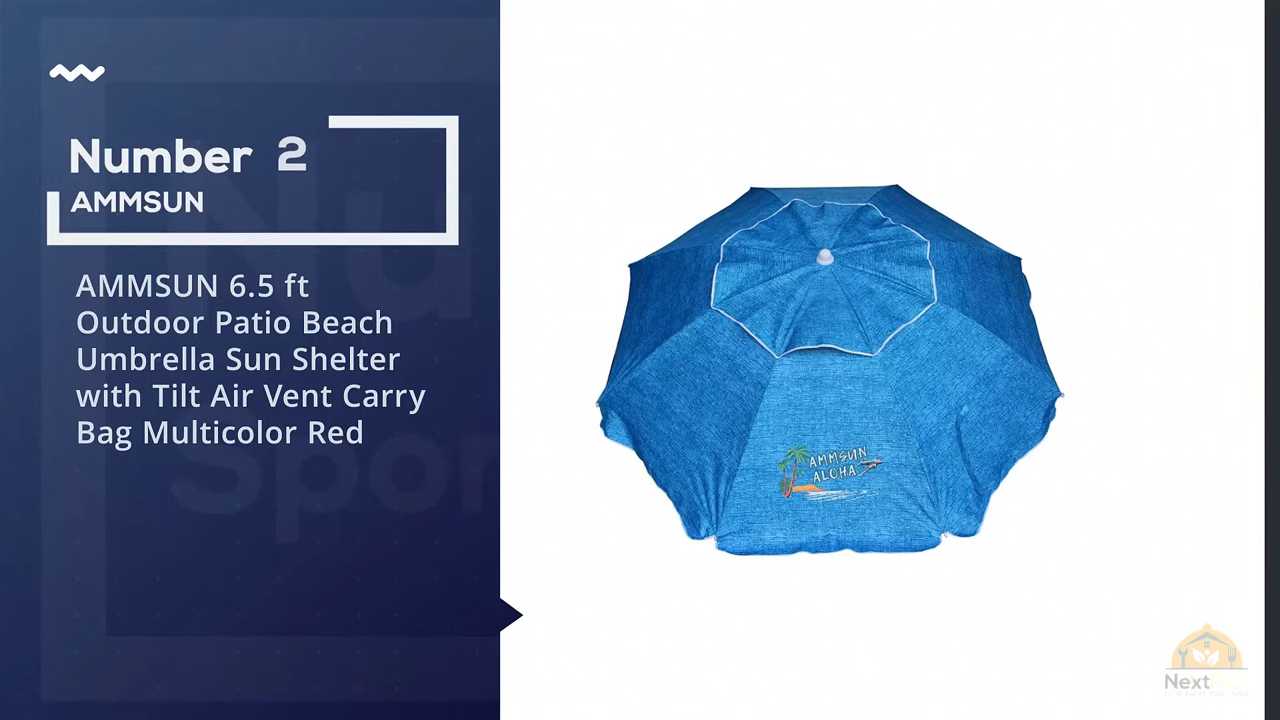 Number 2
AMMSUN
AMMSUN 6.5 ft
Outdoor Patio Beach
Umbrella Sun Shelter
with Tilt Air Vent Carry
Bag Multicolor Red
AMMSUN
ALOHA
Next